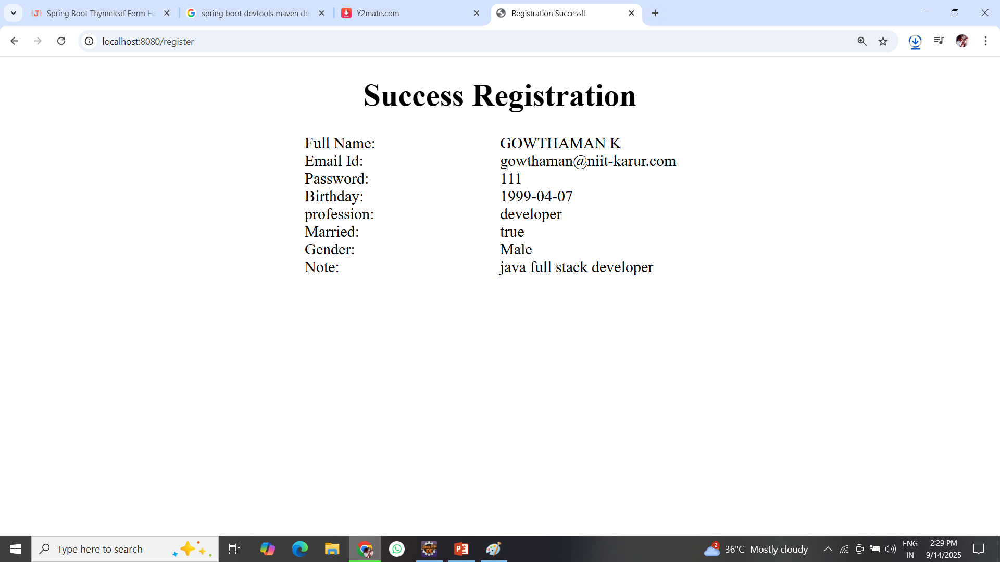 Spring Boot Thymeleaf Form Ha
spring boot devtools maven de
Y2mate.com
Registration Success!!
localhost:8080/register
Success Registration
Full Name: GOWTHAMAN K
Email Id: gowthaman@niit-karur.com
Password: 111
Birthday: 1999-04-07
profession: developer
Married: true
Gender: Male
Note: java full stack developer
Type here to search
Java EE
IDE
2
36°C Mostly cloudy
ENG
IN
2:29 PM
9/14/2025